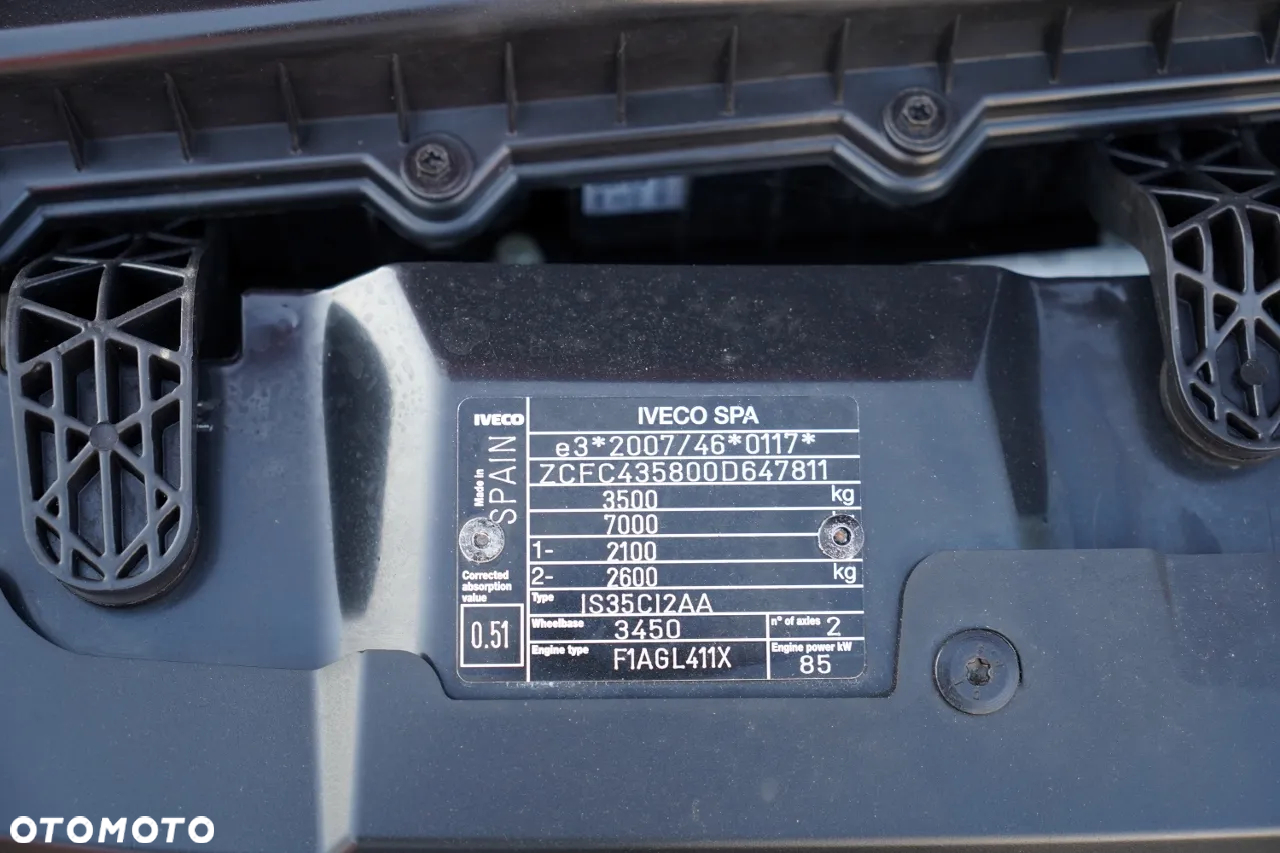 IVECO
IVECO SPA
Made in
SPAIN
e3*2007/46*0117*
ZCFC435800D647811
3500 kg
7000
1- 2100
2- 2600 kg
Corrected
absorption
value
0.51
Type IS35CI2AA
Wheelbase 3450
n° of axles 2
Engine type F1AGL411X
Engine power kW
85
OTOMOTO